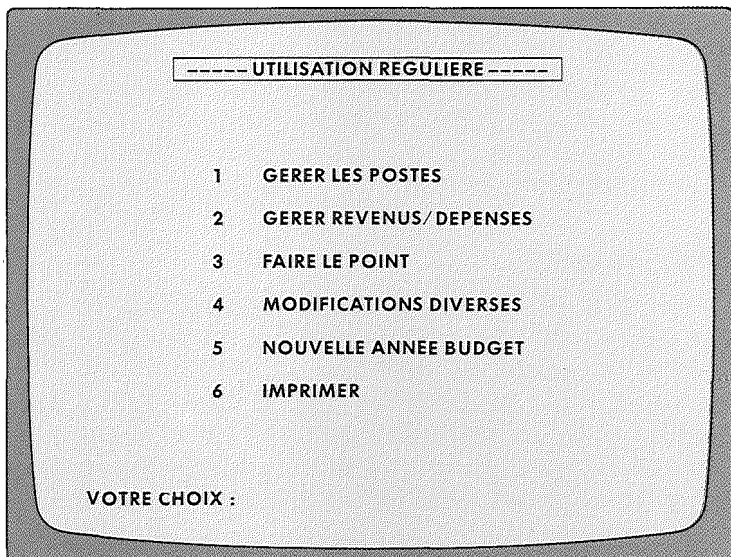 ----- UTILISATION REGULIERE -----
1 GERER LES POSTES
2 GERER REVENUS/DEPENSES
3 FAIRE LE POINT
4 MODIFICATIONS DIVERSES
5 NOUVELLE ANNEE BUDGET
6 IMPRIMER
VOTRE CHOIX :